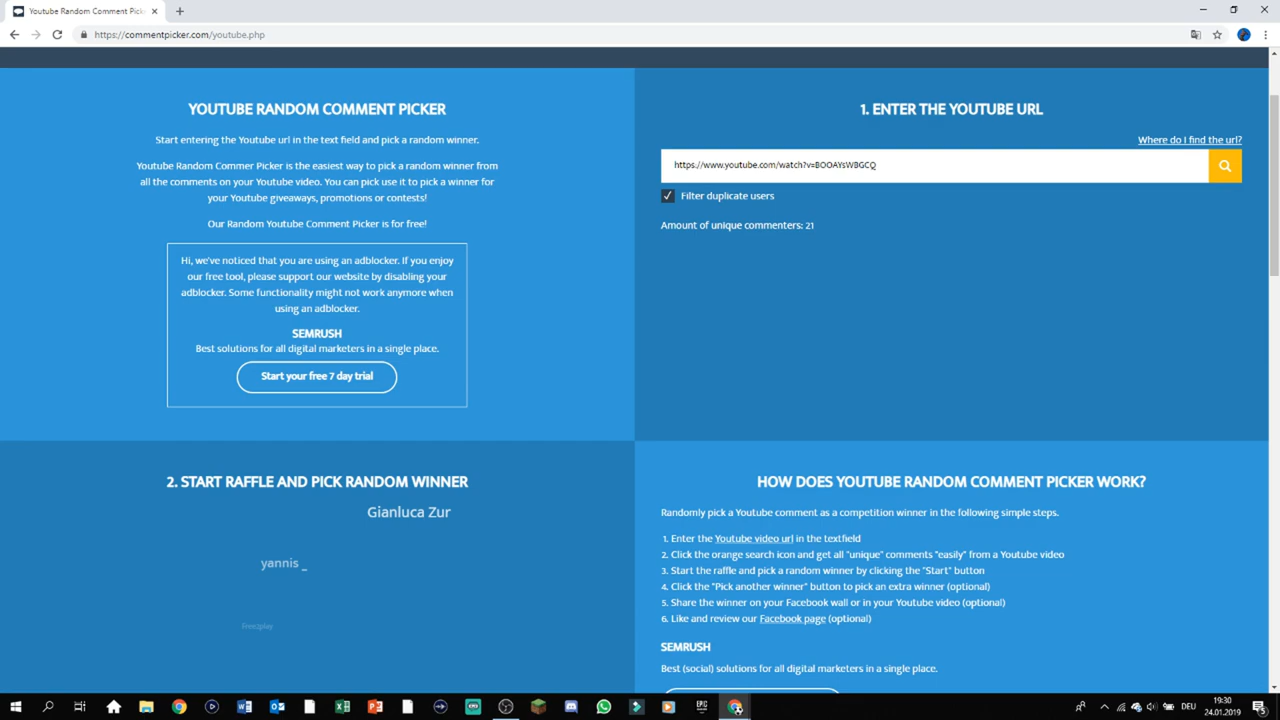 Youtube Random Comment Pick
https://commentpicker.com/youtube.php
YOUTUBE RANDOM COMMENT PICKER
Start entering the Youtube url in the text field and pick a random winner.
Youtube Random Commer Picker is the easiest way to pick a random winner from
all the comments on your Youtube video. You can pick use it to pick a winner for
your Youtube giveaways, promotions or contests!
Our Random Youtube Comment Picker is for free!
Hi, we've noticed that you are using an adblocker. If you enjoy
our free tool, please support our website by disabling your
adblocker. Some functionality might not work anymore when
using an adblocker.
SEMRUSH
Best solutions for all digital marketers in a single place.
Start your free 7 day trial
1. ENTER THE YOUTUBE URL
Where do I find the url?
https://www.youtube.com/watch?v=BOOAYsWBGCQ
Filter duplicate users
Amount of unique commenters: 21
2. START RAFFLE AND PICK RANDOM WINNER
Gianluca Zur
yannis _
Free2play
HOW DOES YOUTUBE RANDOM COMMENT PICKER WORK?
Randomly pick a Youtube comment as a competition winner in the following simple steps.
1. Enter the Youtube video url in the textfield
2. Click the orange search icon and get all "unique" comments "easily" from a Youtube video
3. Start the raffle and pick a random winner by clicking the "Start" button
4. Click the "Pick another winner" button to pick an extra winner (optional)
5. Share the winner on your Facebook wall or in your Youtube video (optional)
6. Like and review our Facebook page (optional)
SEMRUSH
Best (social) solutions for all digital marketers in a single place.
DEU
19:30
24.01.2019